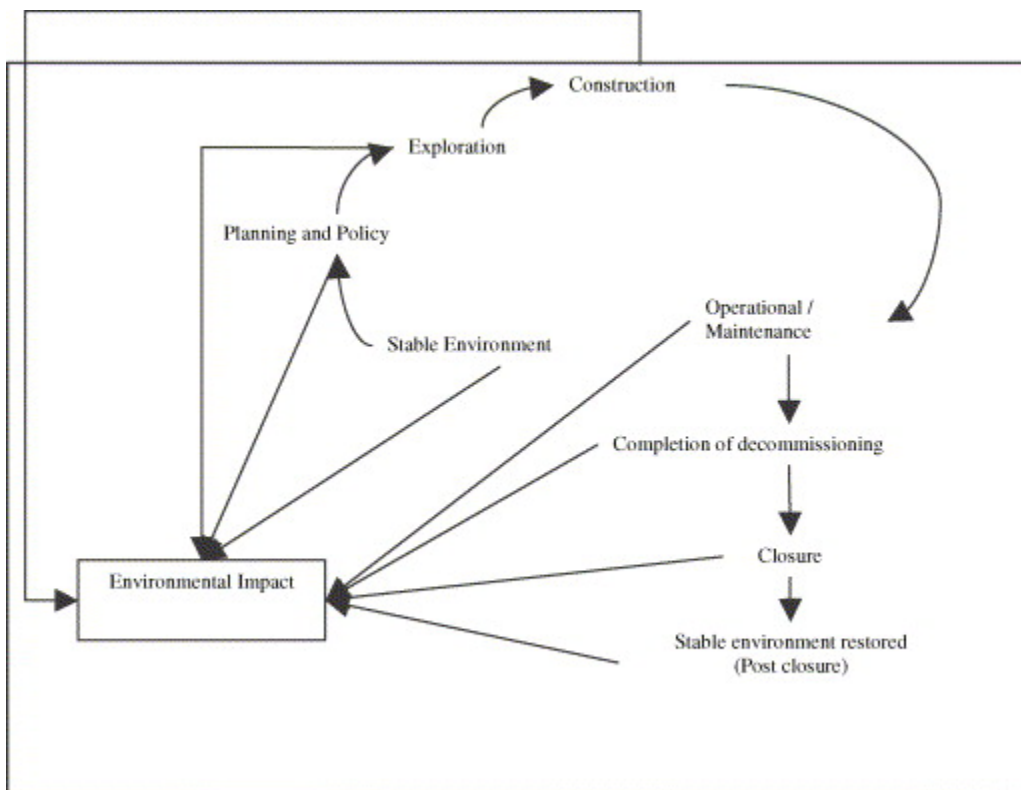 Construction
Exploration
Planning and Policy
Operational /
Maintenance
Stable Environment
Completion of decommissioning
Closure
Environmental Impact
Stable environment restored
(Post closure)